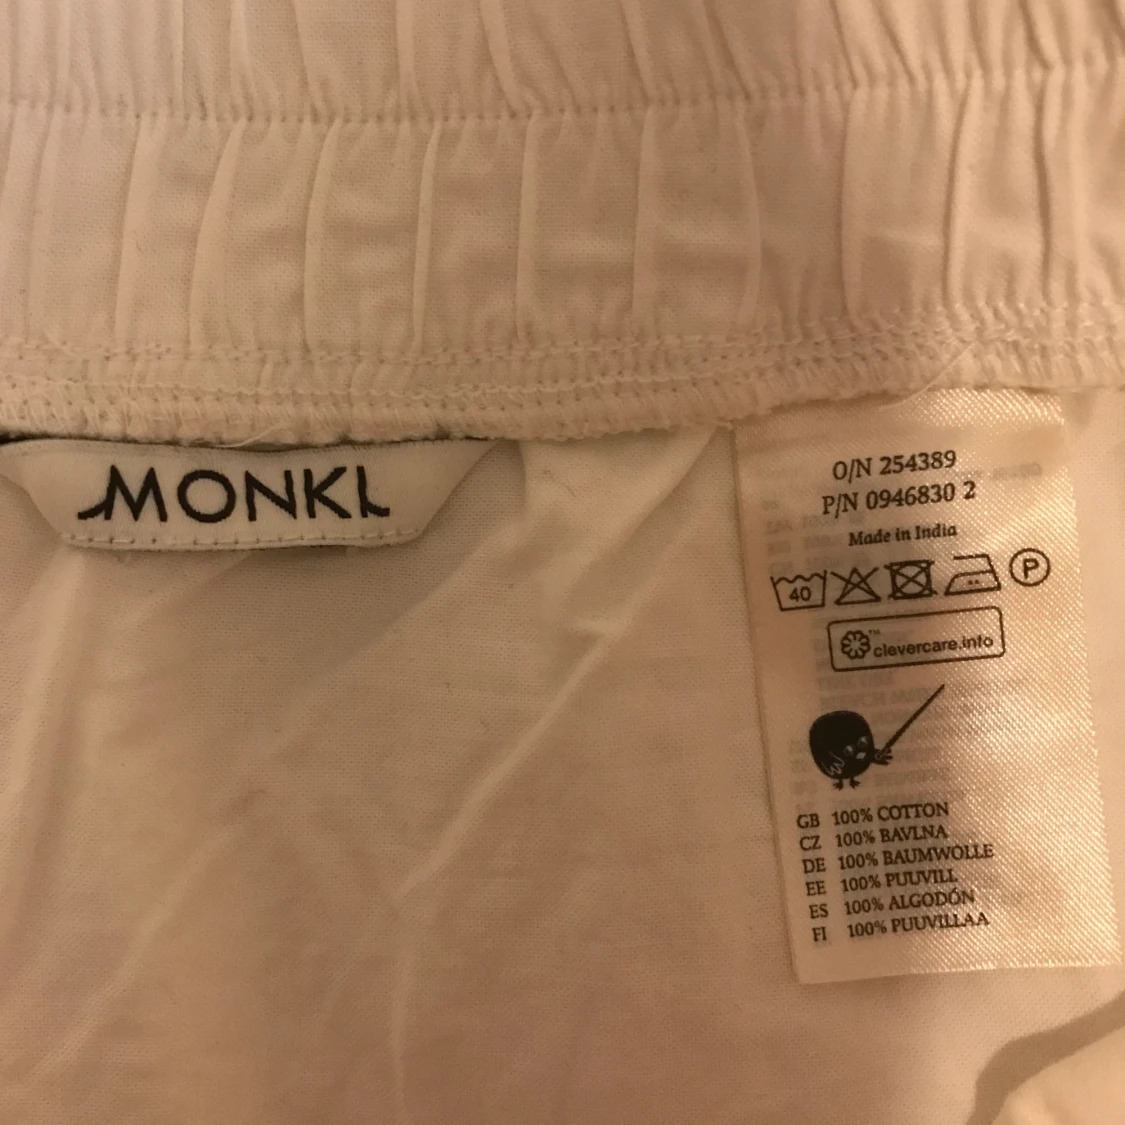 MONKI
O/N 254389
P/N 0946830 2
Made in India
40 P
™ clevercare.info
GB 100% COTTON
CZ 100% BAVLNA
DE 100% BAUMWOLLE
EE 100% PUUVILL
ES 100% ALGODÓN
FI 100% PUUVILLAA